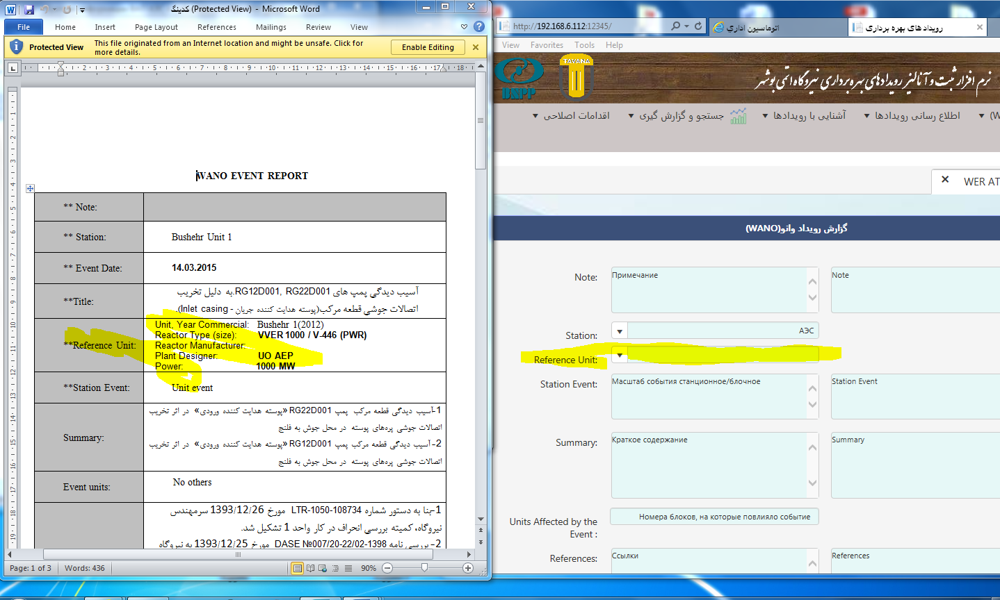 کدینگ (Protected View) - Microsoft Word
File Home Insert Page Layout References Mailings Review View
Protected View This file originated from an Internet location and might be unsafe. Click for more details. Enable Editing
WANO EVENT REPORT
** Note:
** Station: Bushehr Unit 1
** Event Date: 14.03.2015
**Title: آسیب دیدگی پمپ های RG12D001, RG22D001.به دلیل تخریب
اتصالات جوشی قطعه مرکب(پوسته هدایت کننده جریان - Inlet casing).
**Reference Unit:
Unit, Year Commercial: Bushehr 1(2012)
Reactor Type (size): VVER 1000 / V-446 (PWR)
Reactor Manufacturer:
Plant Designer: UO AEP
Power: 1000 MW
**Station Event: Unit event
Summary:
1-آسیب دیدگی قطعه مرکب پمپ RG22D001 «پوسته هدایت کننده ورودی» در اثر تخریب
اتصالات جوشی پره‌های پوسته در محل جوش به فلنج
2-آسیب دیدگی قطعه مرکب پمپ RG12D001 «پوسته هدایت کننده ورودی» در اثر تخریب
اتصالات جوشی پره‌های پوسته در محل جوش به فلنج
Event units: No others
1-بنا به دستور شماره LTR-1050-108734 مورخ 1393/12/26 سرمهندس
نیروگاه، کمیته بررسی انحراف در کار واحد 1 تشکیل شد.
2-بررسی نامه DASE №007/20-22/02-1398 مورخ 1393/12/25 به نیروگاه
Page: 1 of 3 Words: 436 90%
http://192.168.6.112:12345/
اتوماسیون اداري
رویداد های بهره برداری
View Favorites Tools Help
BSPP
TAVANA
نرم افزار ثبت و آنالیز رویدادهای بهره برداری نیروگاه اتمی بوشهر
اطلاع رسانی رویدادها
آشنایی با رویدادها
جستجو و گزارش گیری
اقدامات اصلاحی
WER AT
گزارش رویداد وانو(WANO)
Note: Примечание Note
Station: АЭС
Reference Unit:
Station Event: Масштаб события станционное/блочное Station Event
Summary: Краткое содержание Summary
Units Affected by the
Event : Номера блоков, на которые повлияло событие
References: Ссылки References